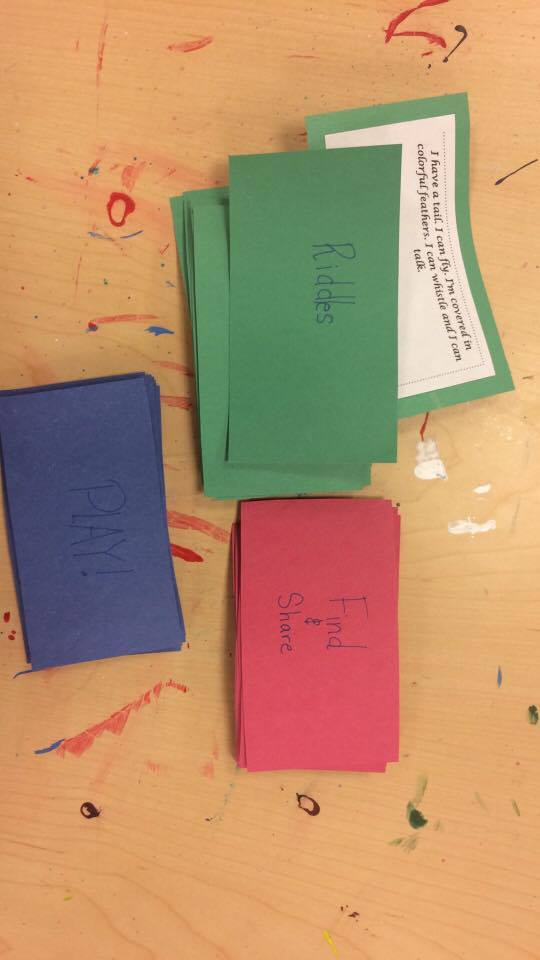 I have a tail. I can fly. I'm covered in
colorful feathers. I can whistle and I can
talk.
Riddles
Find
&
Share
PLAY!